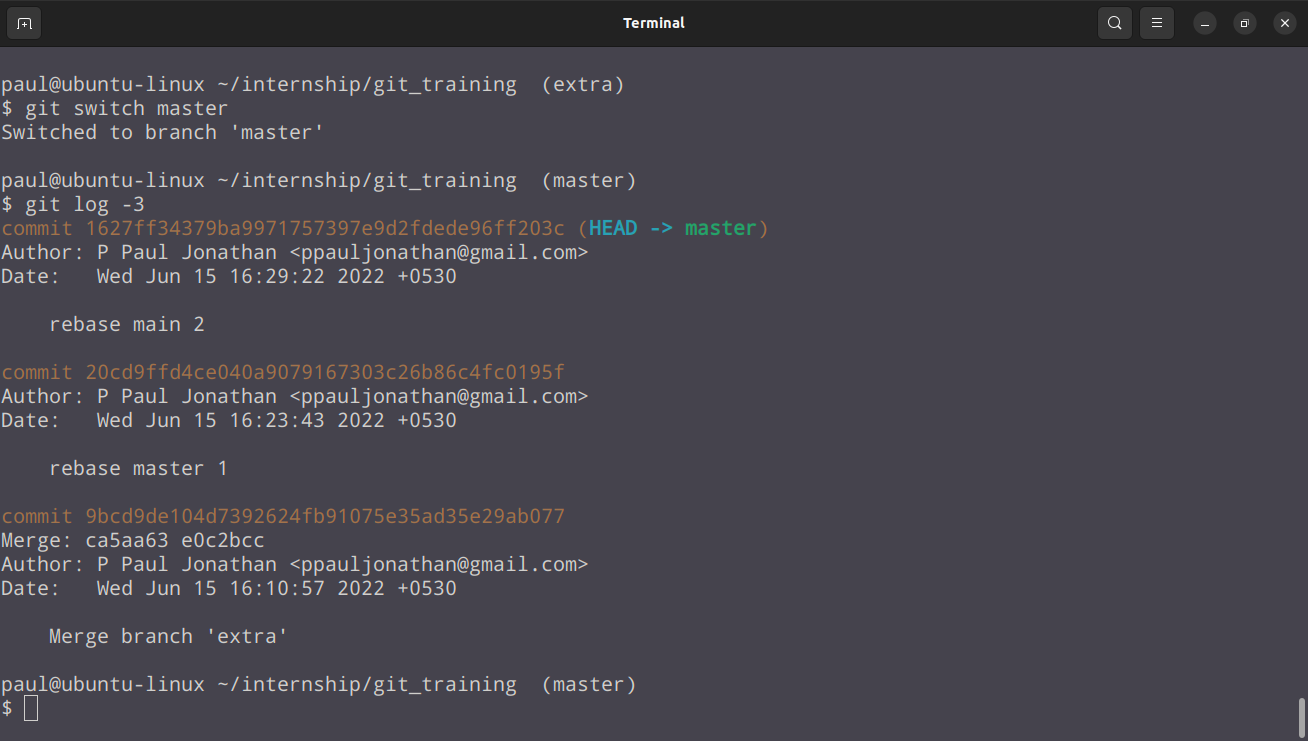 Terminal
paul@ubuntu-linux ~/internship/git_training  (extra)
$ git switch master
Switched to branch 'master'
paul@ubuntu-linux ~/internship/git_training  (master)
$ git log -3
commit 1627ff34379ba9971757397e9d2fdede96ff203c (HEAD -> master)
Author: P Paul Jonathan <ppauljonathan@gmail.com>
Date:   Wed Jun 15 16:29:22 2022 +0530
    rebase main 2
commit 20cd9ffd4ce040a9079167303c26b86c4fc0195f
Author: P Paul Jonathan <ppauljonathan@gmail.com>
Date:   Wed Jun 15 16:23:43 2022 +0530
    rebase master 1
commit 9bcd9de104d7392624fb91075e35ad35e29ab077
Merge: ca5aa63 e0c2bcc
Author: P Paul Jonathan <ppauljonathan@gmail.com>
Date:   Wed Jun 15 16:10:57 2022 +0530
    Merge branch 'extra'
paul@ubuntu-linux ~/internship/git_training  (master)
$